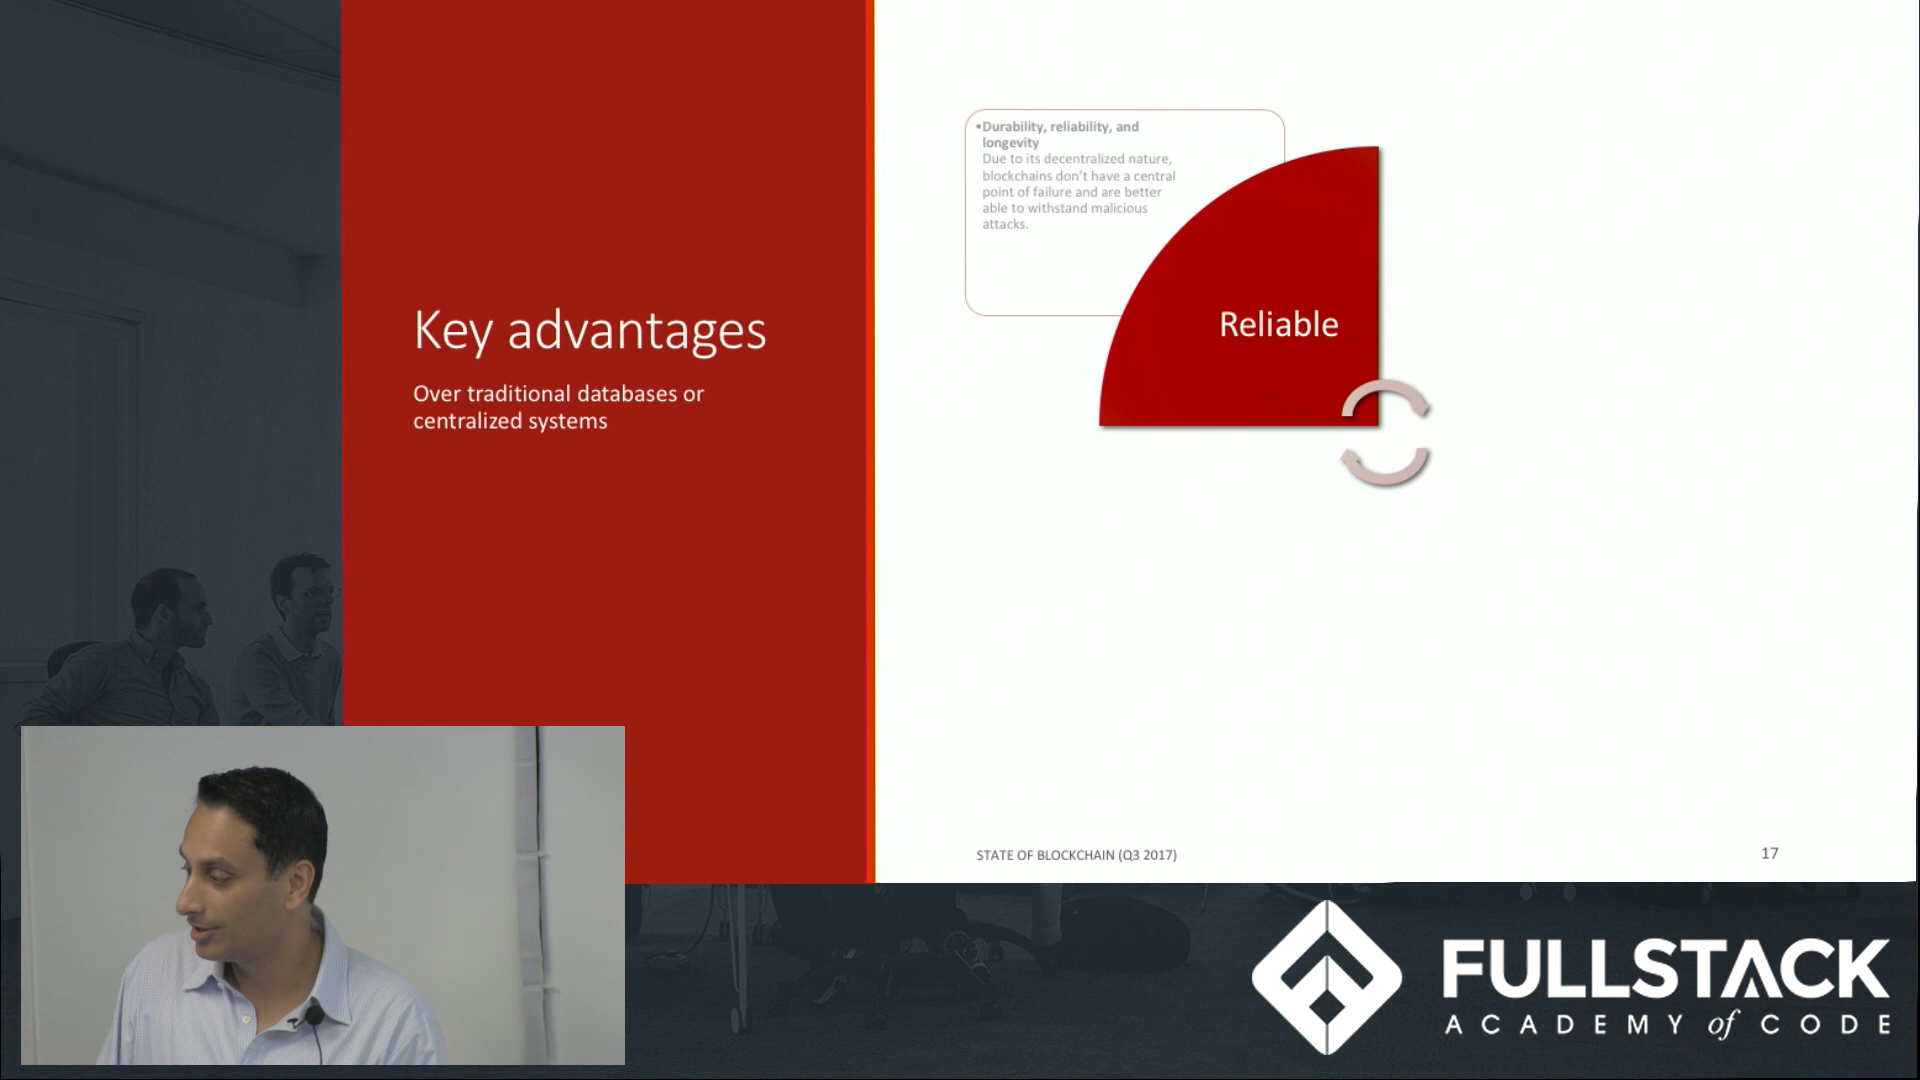 Key advantages
Over traditional databases or
centralized systems
•Durability, reliability, and
longevity
Due to its decentralized nature,
blockchains don't have a central
point of failure and are better
able to withstand malicious
attacks.
Reliable
STATE OF BLOCKCHAIN (Q3 2017)
17
FULLSTACK
ACADEMY of CODE